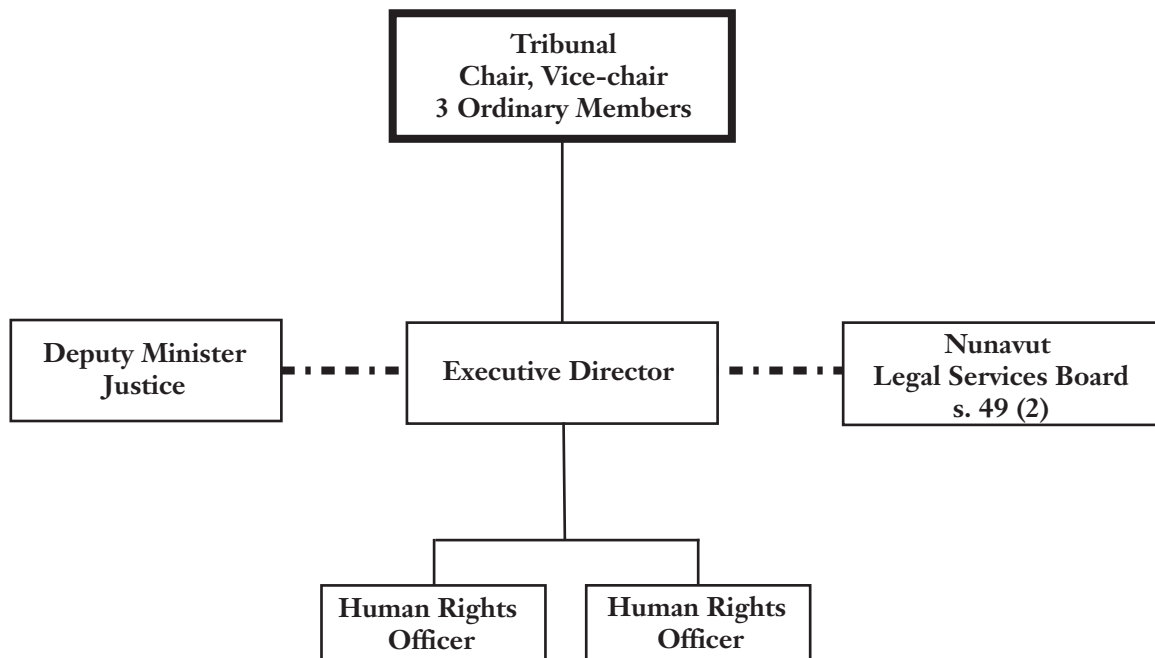 Tribunal
Chair, Vice-chair
3 Ordinary Members
Deputy Minister
Justice
Executive Director
Nunavut
Legal Services Board
s. 49 (2)
Human Rights
Officer
Human Rights
Officer